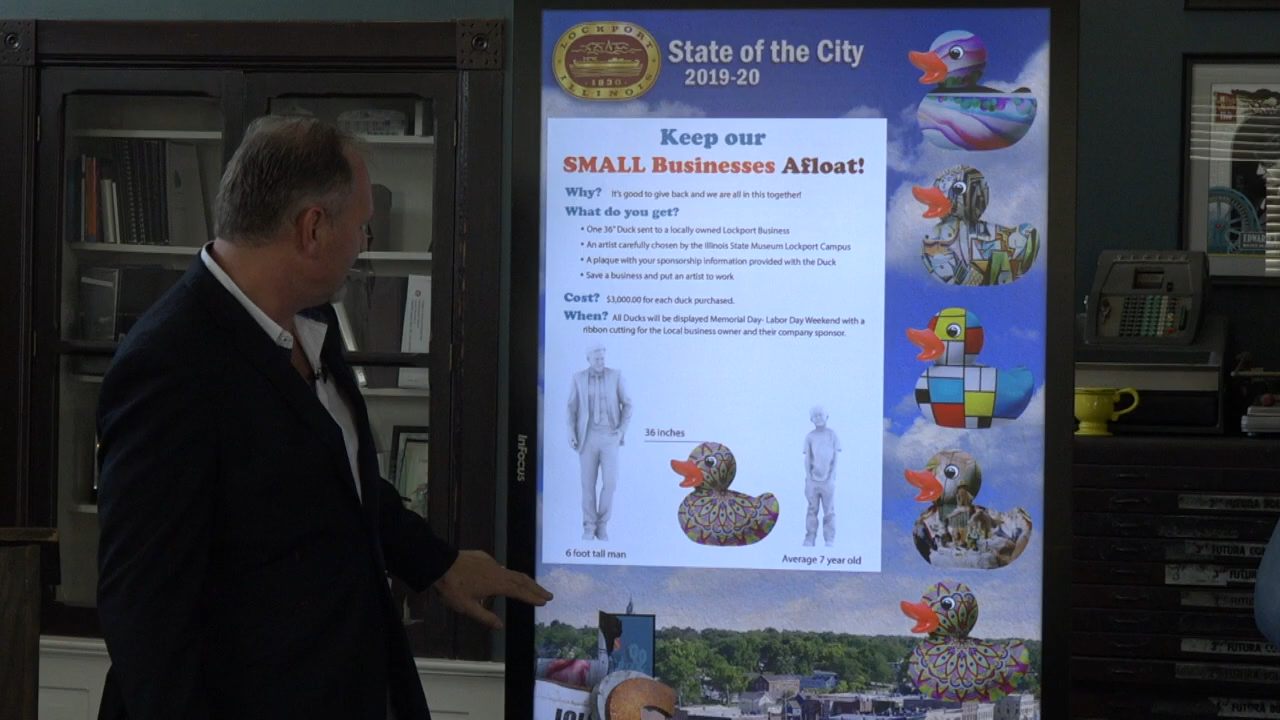 LOCKPORT
1830
ILLINOIS
State of the City
2019-20
Keep our
SMALL Businesses Afloat!
Why? It's good to give back and we are all in this together!
What do you get?
• One 36" Duck sent to a locally owned Lockport Business
• An artist carefully chosen by the Illinois State Museum Lockport Campus
• A plaque with your sponsorship information provided with the Duck
• Save a business and put an artist to work
Cost? $3,000.00 for each duck purchased.
When? All Ducks will be displayed Memorial Day- Labor Day Weekend with a
ribbon cutting for the Local business owner and their company sponsor.
36 inches
6 foot tall man
Average 7 year old
InFocus
FUTURA
FUTURA
FUTURA